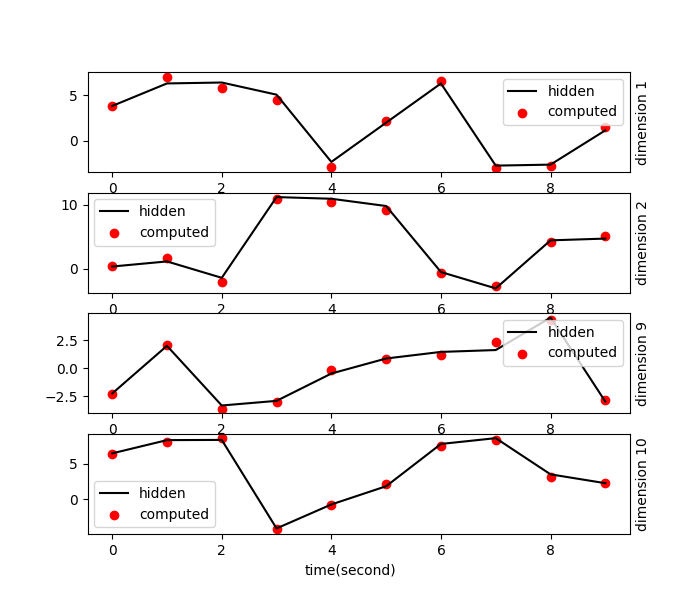 5
0
hidden
computed
dimension 1
0 2 4 6 8
10
0
hidden
computed
dimension 2
0 2 4 6 8
2.5
0.0
−2.5
hidden
computed
dimension 9
0 2 4 6 8
5
0
hidden
computed
dimension 10
0 2 4 6 8
time(second)